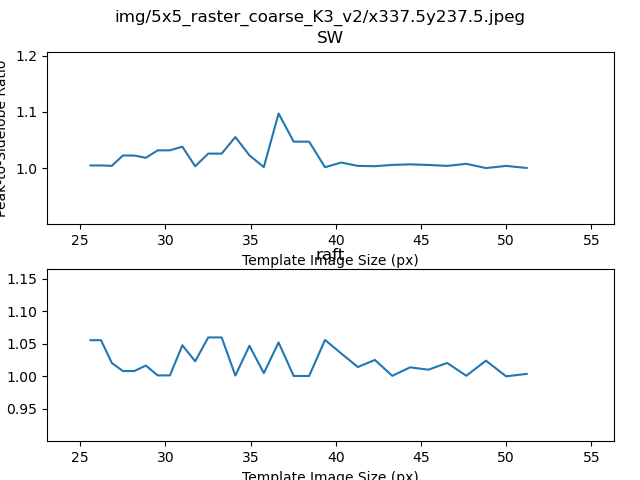 img/5x5_raster_coarse_K3_v2/x337.5y237.5.jpeg
SW
Peak-to-Sidelobe Ratio
1.2
1.1
1.0
25 30 35 40 45 50 55
Template Image Size (px)
raft
1.15
1.10
1.05
1.00
0.95
25 30 35 40 45 50 55
Template Image Size (px)